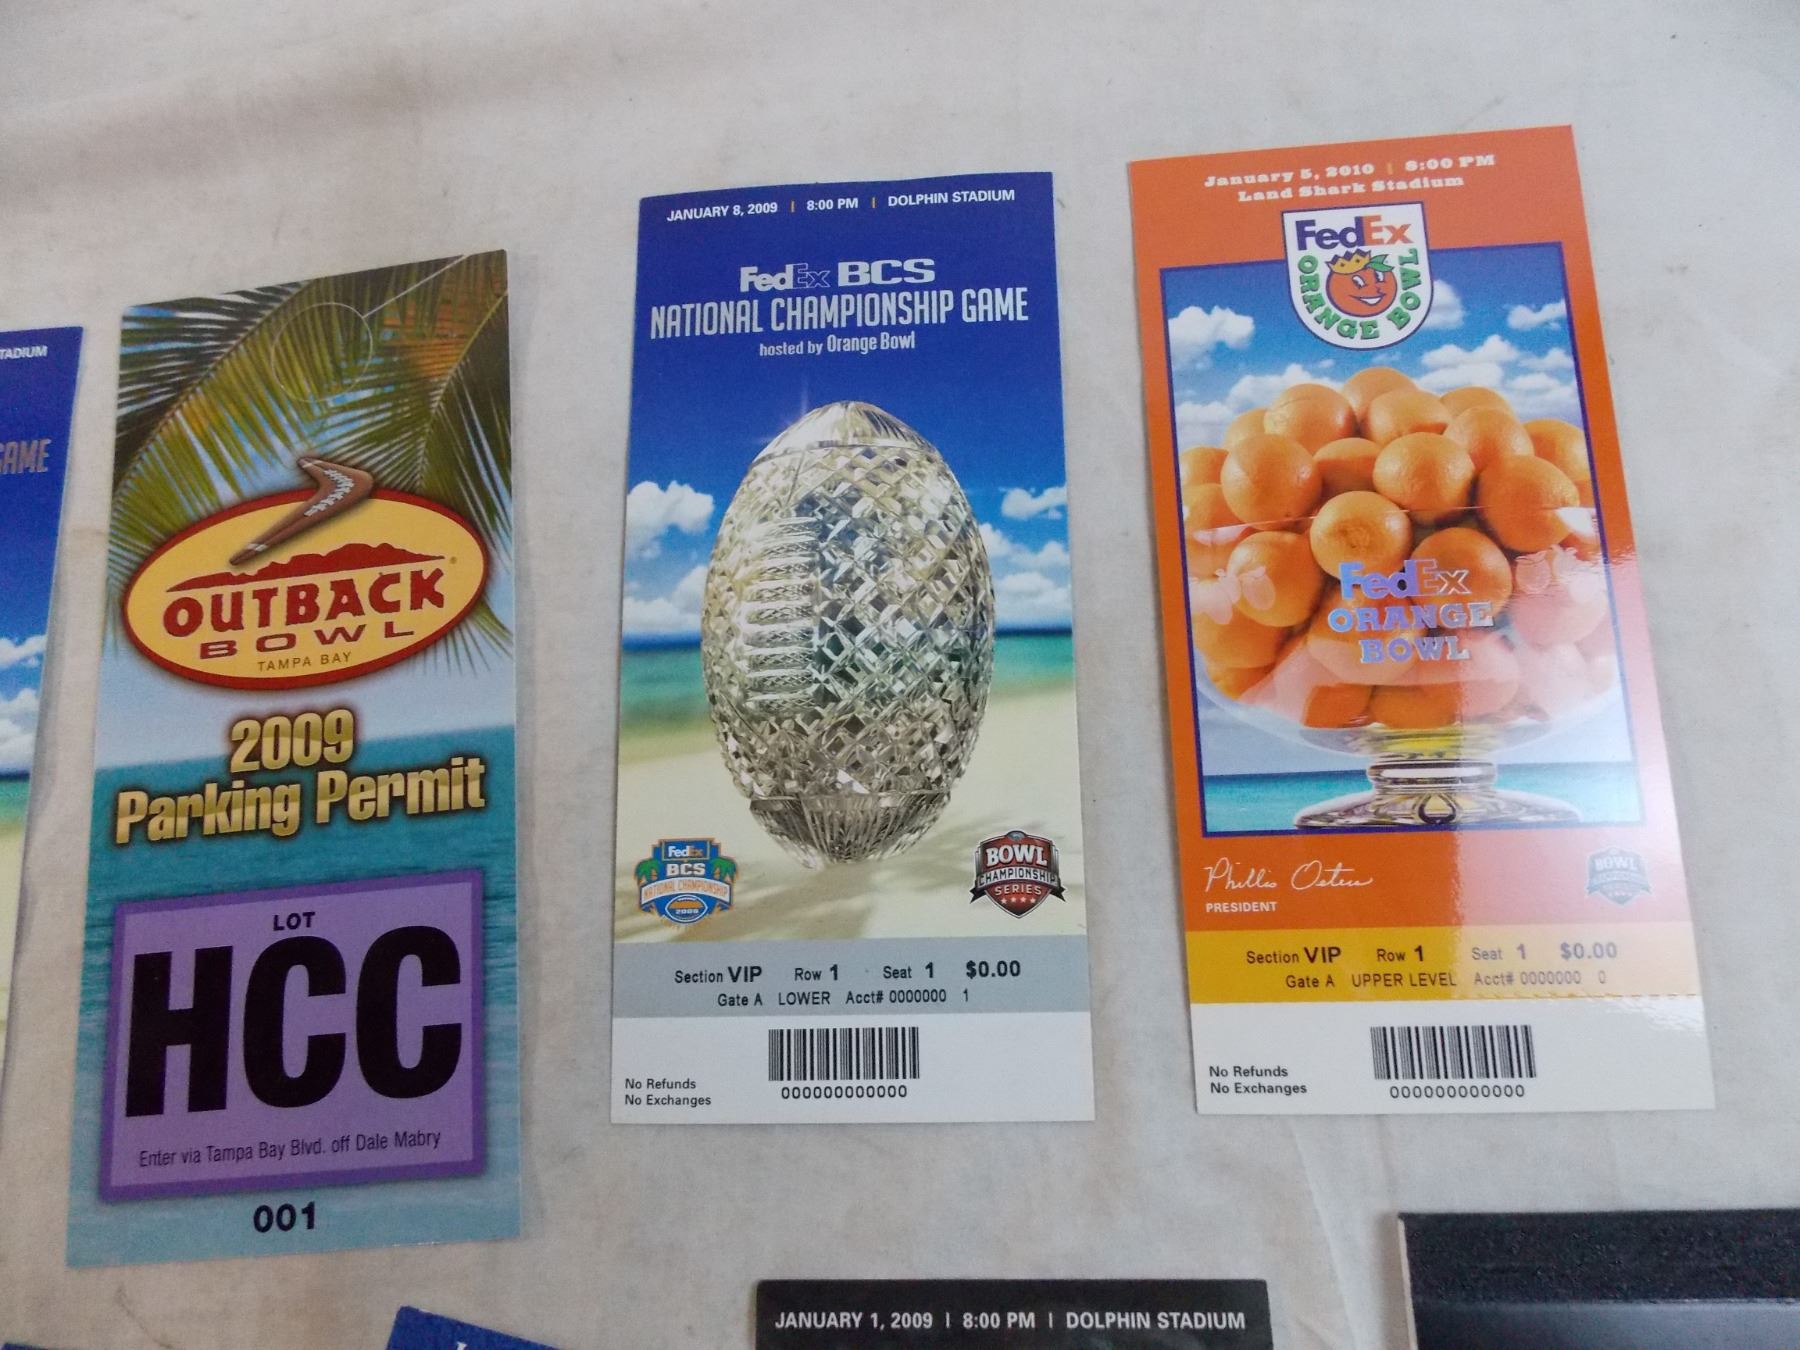 TADIUM
GAME
OUTBACK
BOWL
TAMPA BAY
2009
Parking Permit
LOT
HCC
Enter via Tampa Bay Blvd. off Dale Mabry
001
JANUARY 8, 2009 | 8:00 PM | DOLPHIN STADIUM
FedEx BCS
NATIONAL CHAMPIONSHIP GAME
hosted by Orange Bowl
FedEx
BCS
NATIONAL CHAMPIONSHIP
2009
BOWL
CHAMPIONSHIP
SERIES
Section VIP Row 1 Seat 1 $0.00
Gate A LOWER Acct# 0000000 1
No Refunds
No Exchanges
000000000000
January 5, 2010 | 8:00 PM
Land Shark Stadium
FedEx
ORANGE BOWL
FedEx
ORANGE
BOWL
PRESIDENT
BOWL
CHAMPIONSHIP
SERIES
Section VIP Row 1 Seat 1 $0.00
Gate A UPPER LEVEL Acct# 0000000 0
No Refunds
No Exchanges
000000000000
JANUARY 1, 2009 | 8:00 PM | DOLPHIN STADIUM